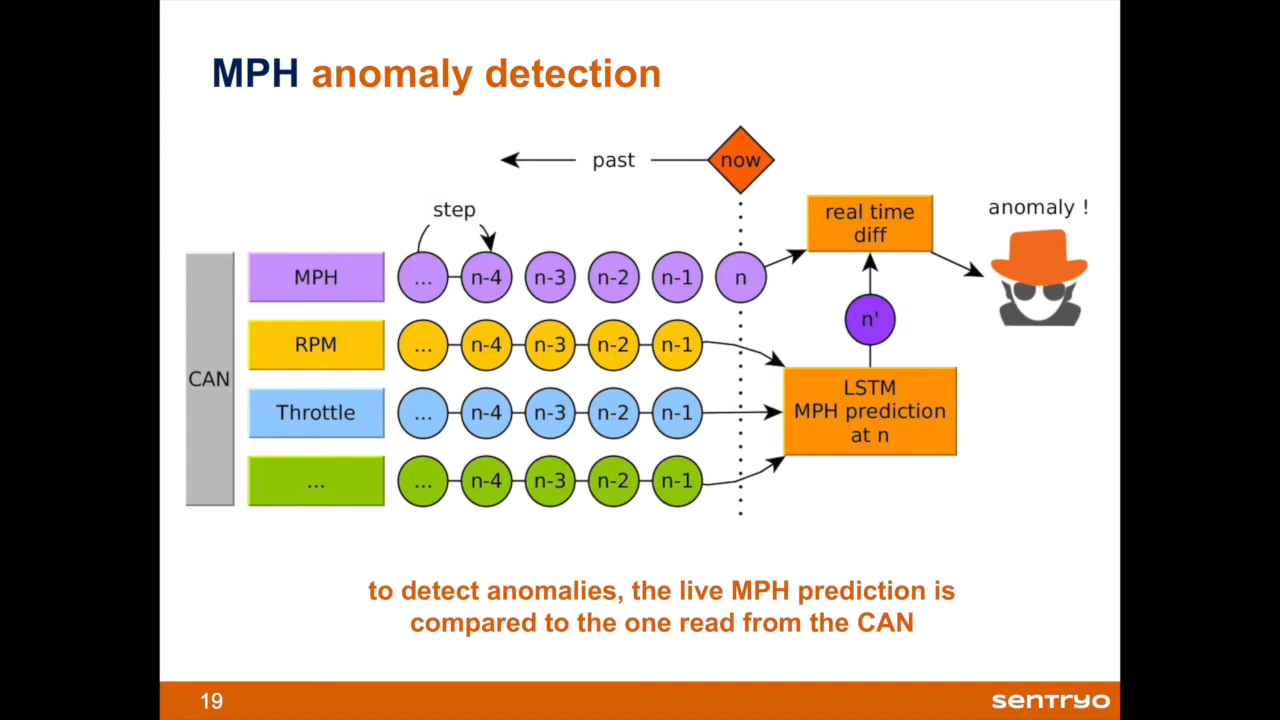 MPH anomaly detection
past
now
step
real time
diff
anomaly !
CAN
MPH
...
n-4
n-3
n-2
n-1
n
n'
RPM
...
n-4
n-3
n-2
n-1
LSTM
MPH prediction
at n
Throttle
...
n-4
n-3
n-2
n-1
...
...
n-4
n-3
n-2
n-1
to detect anomalies, the live MPH prediction is
compared to the one read from the CAN
19
sentryo